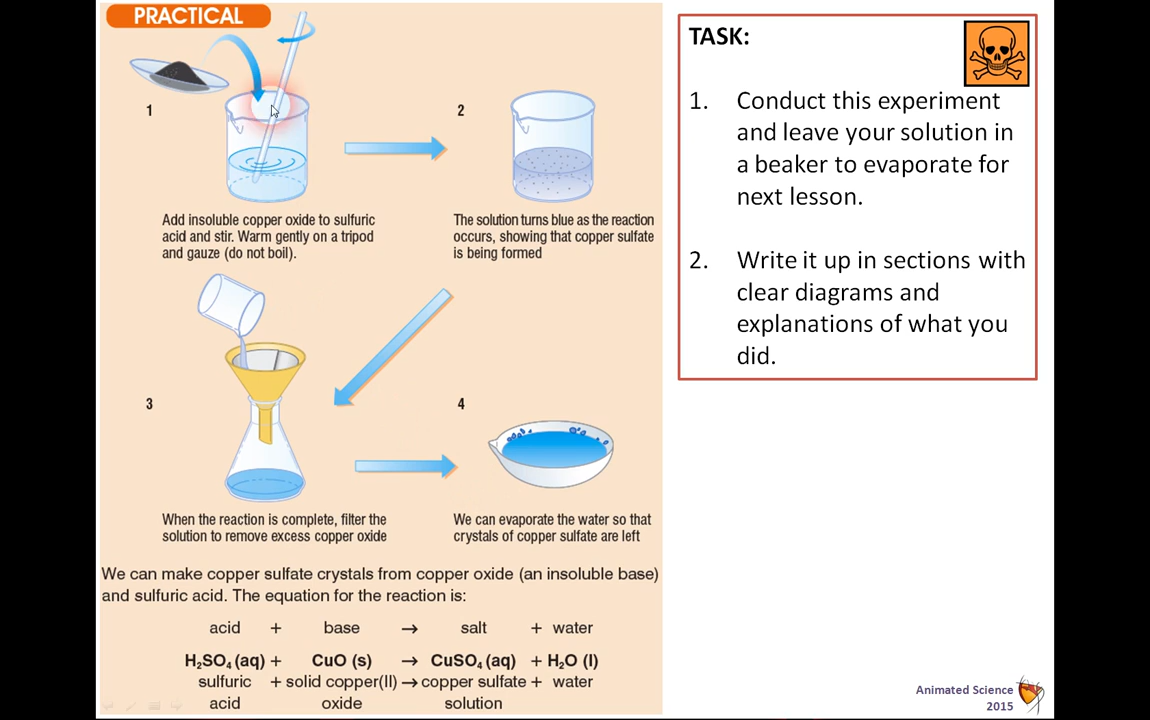 PRACTICAL
1
Add insoluble copper oxide to sulfuric
acid and stir. Warm gently on a tripod
and gauze (do not boil).
2
The solution turns blue as the reaction
occurs, showing that copper sulfate
is being formed
3
When the reaction is complete, filter the
solution to remove excess copper oxide
4
We can evaporate the water so that
crystals of copper sulfate are left
We can make copper sulfate crystals from copper oxide (an insoluble base)
and sulfuric acid. The equation for the reaction is:
acid + base → salt + water
H₂SO₄ (aq) + CuO (s) → CuSO₄ (aq) + H₂O (l)
sulfuric + solid copper(II) → copper sulfate + water
acid oxide solution
TASK:
1. Conduct this experiment
and leave your solution in
a beaker to evaporate for
next lesson.
2. Write it up in sections with
clear diagrams and
explanations of what you
did.
Animated Science
2015